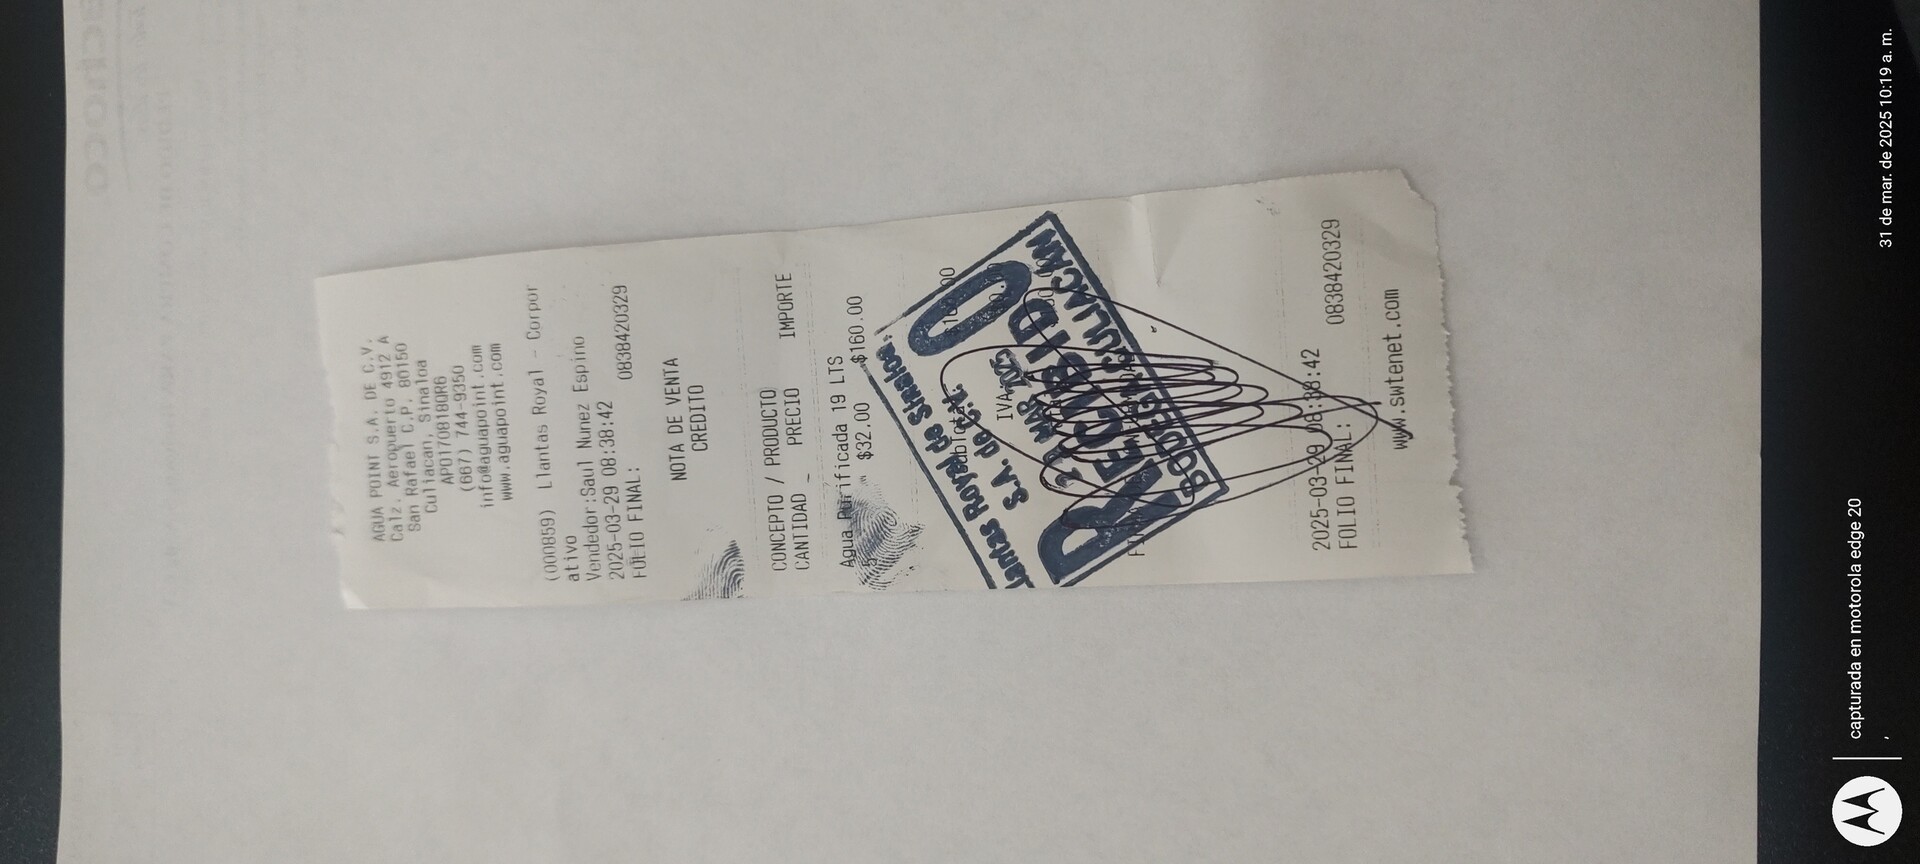 AGUA POINT S.A. DE C.V.
Calz. Aeropuerto 4912 A
San Rafael C.P. 80150
Culiacan, Sinaloa
APO170818QR6
(667) 744-9350
info@aguapoint.com
www.aguapoint.com
(000859) Llantas Royal - Corpor
ativo
Vendedor:Saul Nunez Espino
2025-03-29 08:38:42
FOLIO FINAL: 0838420329
NOTA DE VENTA
CREDITO
CONCEPTO / PRODUCTO
CANTIDAD _ PRECIO IMPORTE
Agua Purificada 19 LTS
$32.00 $160.00
Subtotal:
IVA
Llantas Royal de Sinaloa,
S.A. de C.V.
MAR 2025
RECIBIDO
BODEGA CULIACAN
2025-03-29 08:38:42
FOLIO FINAL: 0838420329
www.swtenet.com
capturada en motorola edge 20
31 de mar. de 2025 10:19 a. m.